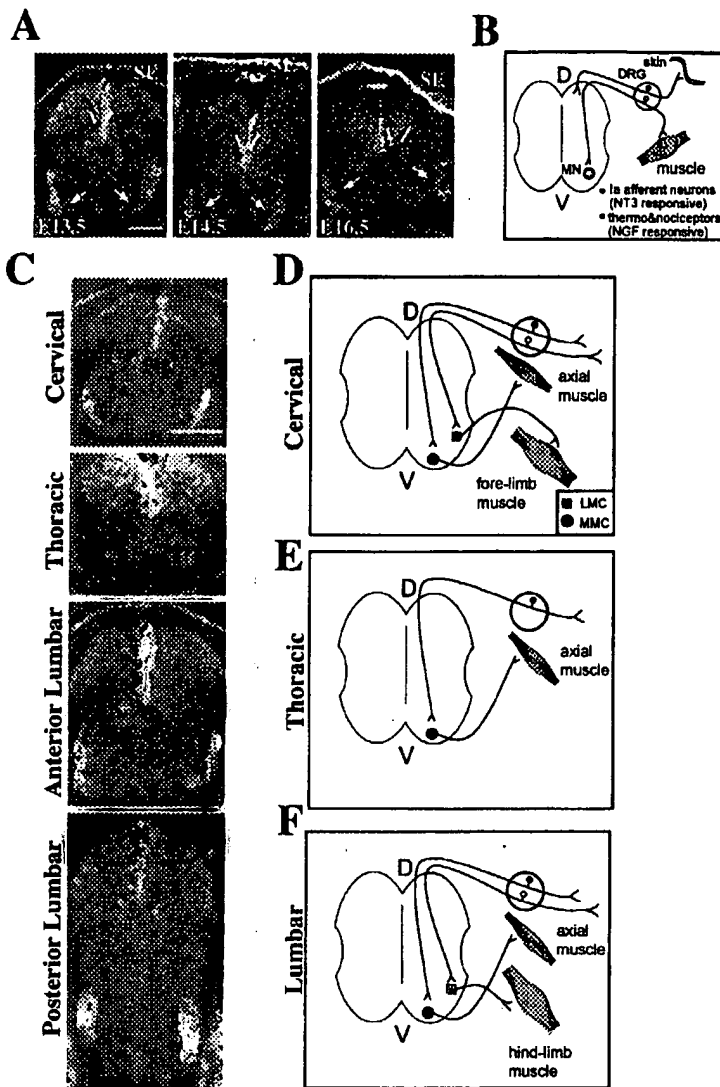 A
SE
SE
E13.5
E14.5
E16.5
B
skin
D
DRG
MN
muscle
V
Ia afferent neurons
(NT3 responsive)
thermo&nociceptors
(NGF responsive)
C
Cervical
Thoracic
Anterior Lumbar
Posterior Lumbar
D
Cervical
D
axial
muscle
V
fore-limb
muscle
LMC
MMC
E
Thoracic
D
axial
muscle
V
F
Lumbar
D
axial
muscle
V
hind-limb
muscle